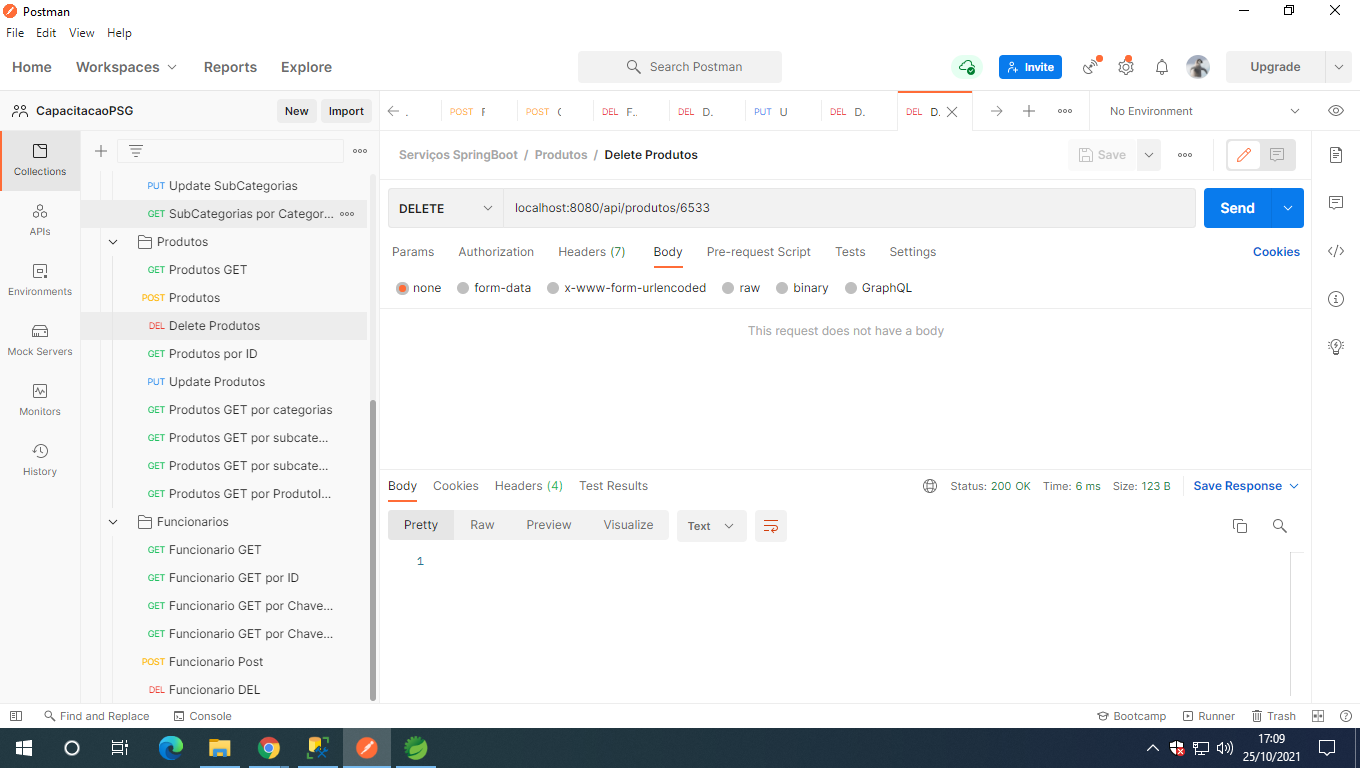 Postman
File Edit View Help
Home Workspaces Reports Explore Search Postman Invite Upgrade
CapacitacaoPSG New Import
POST F POST DEL F.. DEL D. PUT U DEL D. DEL D. No Environment
Collections
APIs
Environments
Mock Servers
Monitors
History
PUT Update SubCategorias
GET SubCategorias por Categor...
Produtos
GET Produtos GET
POST Produtos
DEL Delete Produtos
GET Produtos por ID
PUT Update Produtos
GET Produtos GET por categorias
GET Produtos GET por subcate...
GET Produtos GET por subcate...
GET Produtos GET por ProdutoI...
Funcionarios
GET Funcionario GET
GET Funcionario GET por ID
GET Funcionario GET por Chave...
GET Funcionario GET por Chave...
POST Funcionario Post
DEL Funcionario DEL
Serviços SpringBoot / Produtos / Delete Produtos Save
DELETE localhost:8080/api/produtos/6533 Send
Params Authorization Headers (7) Body Pre-request Script Tests Settings Cookies
none form-data x-www-form-urlencoded raw binary GraphQL
This request does not have a body
Body Cookies Headers (4) Test Results Status: 200 OK Time: 6 ms Size: 123 B Save Response
Pretty Raw Preview Visualize Text
1
Find and Replace Console Bootcamp Runner Trash
17:09
25/10/2021